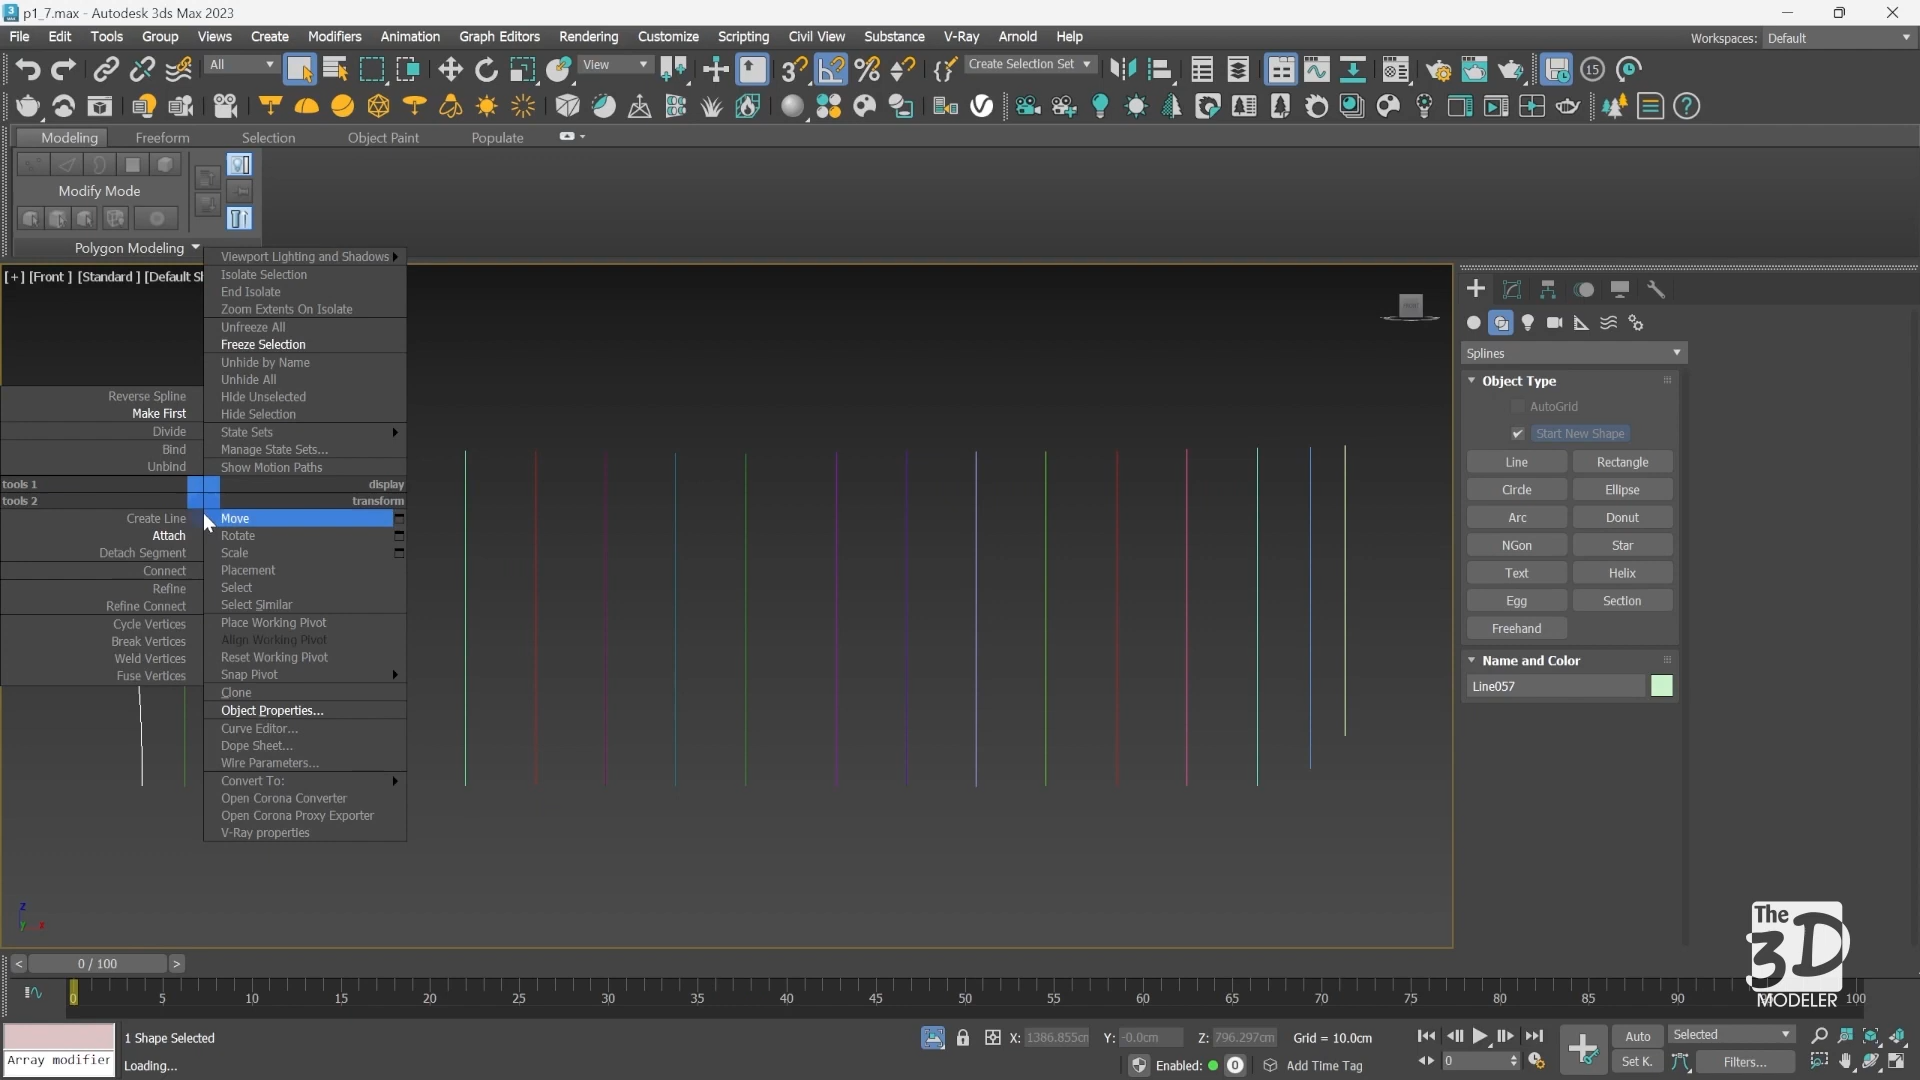 p1_7.max - Autodesk 3ds Max 2023
File Edit Tools Group Views Create Modifiers Animation Graph Editors Rendering Customize Scripting Civil View Substance V-Ray Arnold Help
Workspaces: Default
All View Create Selection Set
Modeling Freeform Selection Object Paint Populate
Modify Mode
Polygon Modeling
[+] [Front ] [Standard ] [Default S
Viewport Lighting and Shadows
Isolate Selection
End Isolate
Zoom Extents On Isolate
Unfreeze All
Freeze Selection
Unhide by Name
Unhide All
Hide Unselected
Hide Selection
State Sets
Manage State Sets...
Show Motion Paths
display
transform
Reverse Spline
Make First
Divide
Bind
Unbind
tools 1
tools 2
Create Line
Attach
Detach Segment
Connect
Refine
Refine Connect
Cycle Vertices
Break Vertices
Weld Vertices
Fuse Vertices
Move
Rotate
Scale
Placement
Select
Select Similar
Place Working Pivot
Align Working Pivot
Reset Working Pivot
Snap Pivot
Clone
Object Properties...
Curve Editor...
Dope Sheet...
Wire Parameters...
Convert To:
Open Corona Converter
Open Corona Proxy Exporter
V-Ray properties
z
y x
Splines
Object Type
AutoGrid
Start New Shape
Line Rectangle
Circle Ellipse
Arc Donut
NGon Star
Text Helix
Egg Section
Freehand
Name and Color
Line057
The
3D
MODELER
< 0 / 100 >
0 5 10 15 20 25 30 35 40 45 50 55 60 65 70 75 80 85 90 100
Array modifier
1 Shape Selected
Loading...
X: 1386.855cm Y: -0.0cm Z: 796.297cm Grid = 10.0cm
Enabled: 0 Add Time Tag
0
Auto Selected
Set K. Filters...